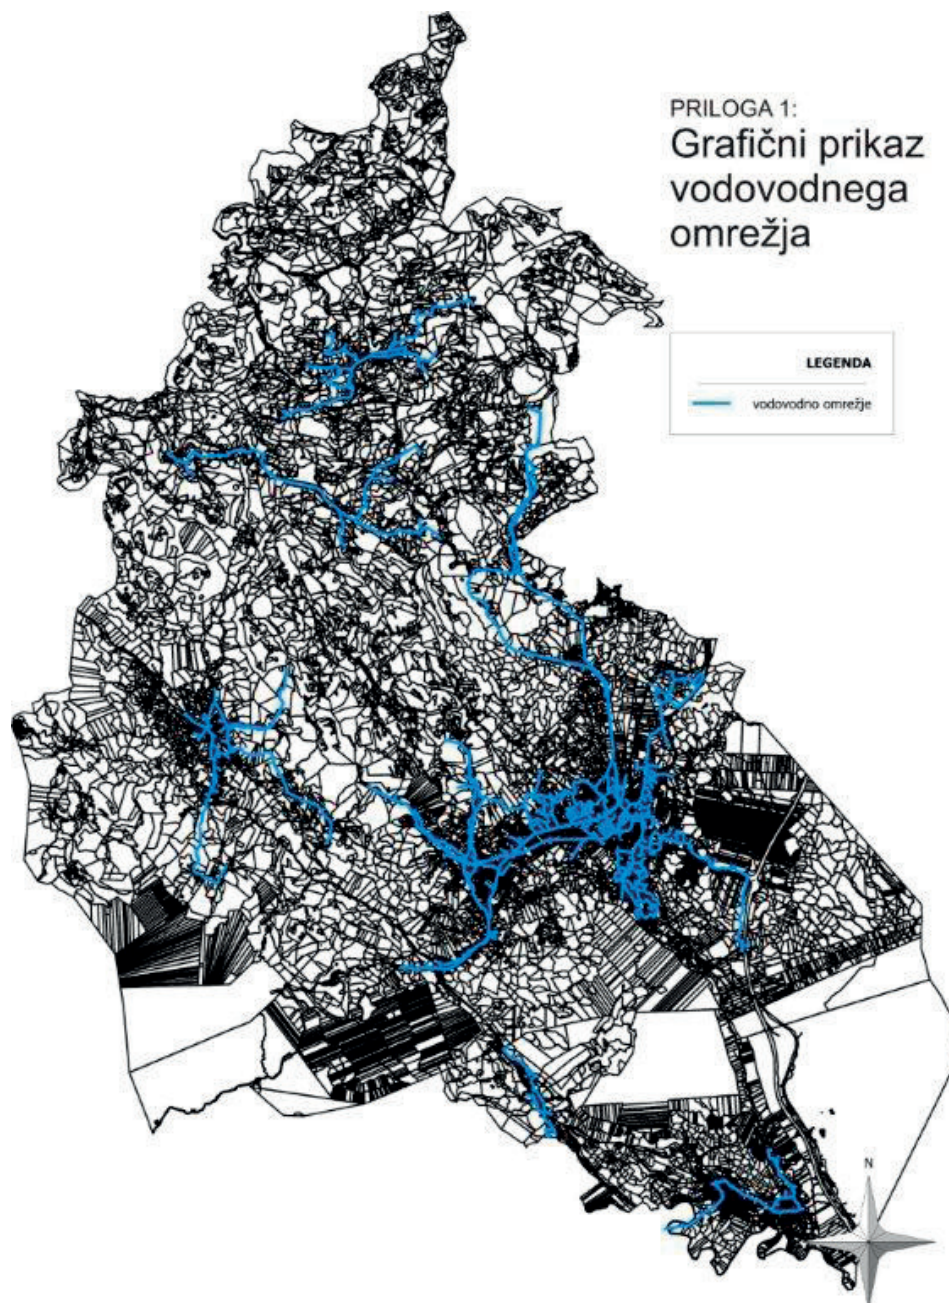 PRILOGA 1:
Grafični prikaz
vodovodnega
omrežja
LEGENDA
vodovodno omrežje
N